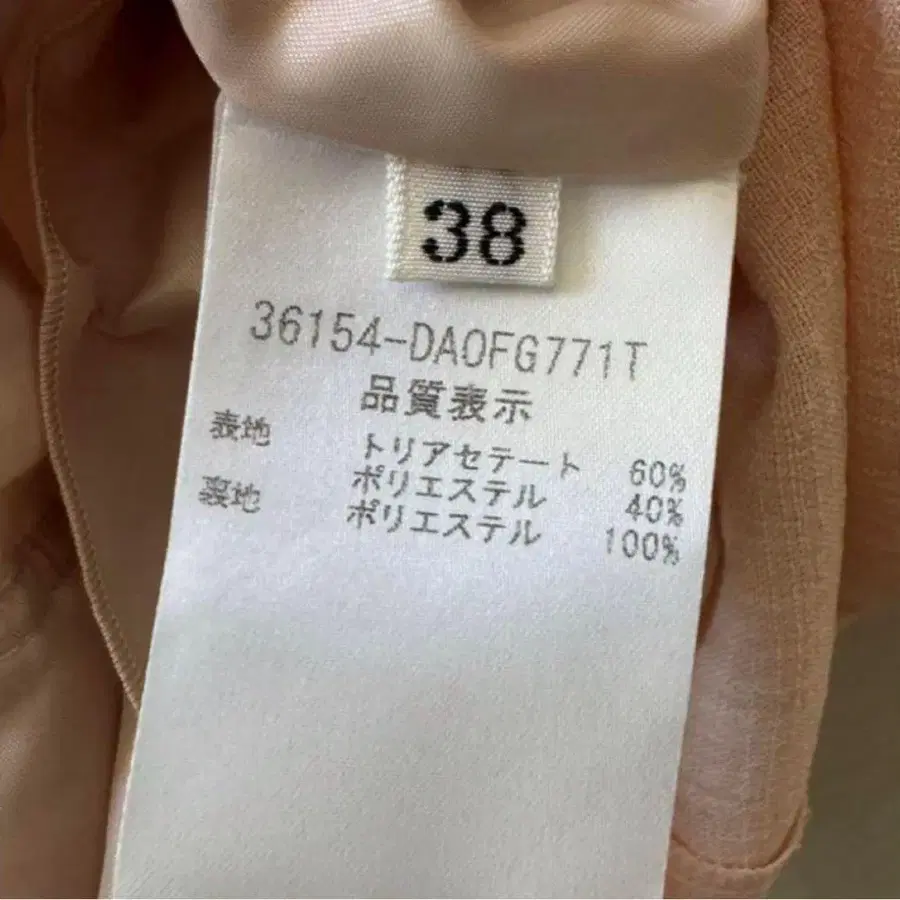 38
36154-DA0FG771T
品質表示
表地 トリアセテート 60%
ポリエステル 40%
裏地 ポリエステル 100%